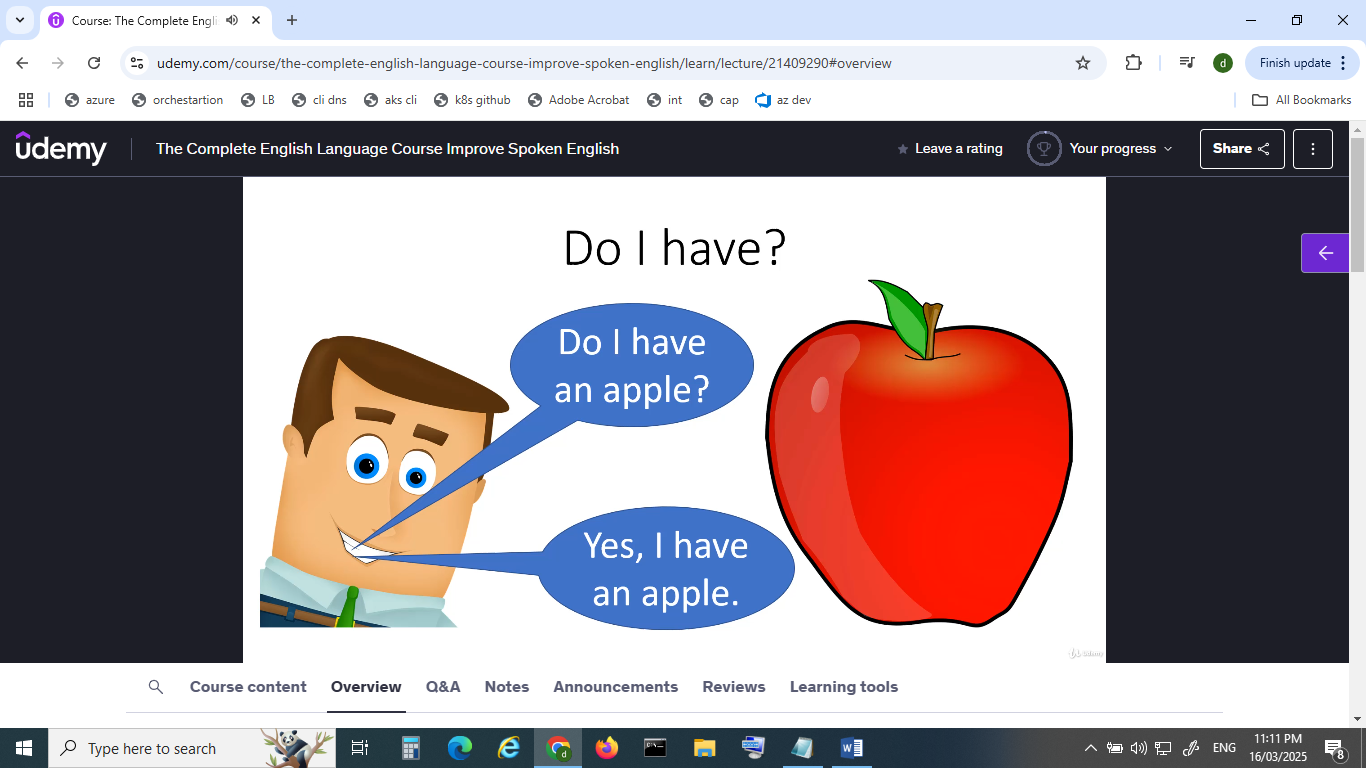 Course: The Complete Engli
udemy.com/course/the-complete-english-language-course-improve-spoken-english/learn/lecture/21409290#overview
d
Finish update
azure
orchestartion
LB
cli dns
aks cli
k8s github
Adobe Acrobat
int
cap
az dev
All Bookmarks
udemy
The Complete English Language Course Improve Spoken English
Leave a rating
Your progress
Share
Do I have?
Do I have
an apple?
Yes, I have
an apple.
Udemy
Course content
Overview
Q&A
Notes
Announcements
Reviews
Learning tools
Type here to search
ENG
11:11 PM
16/03/2025
8